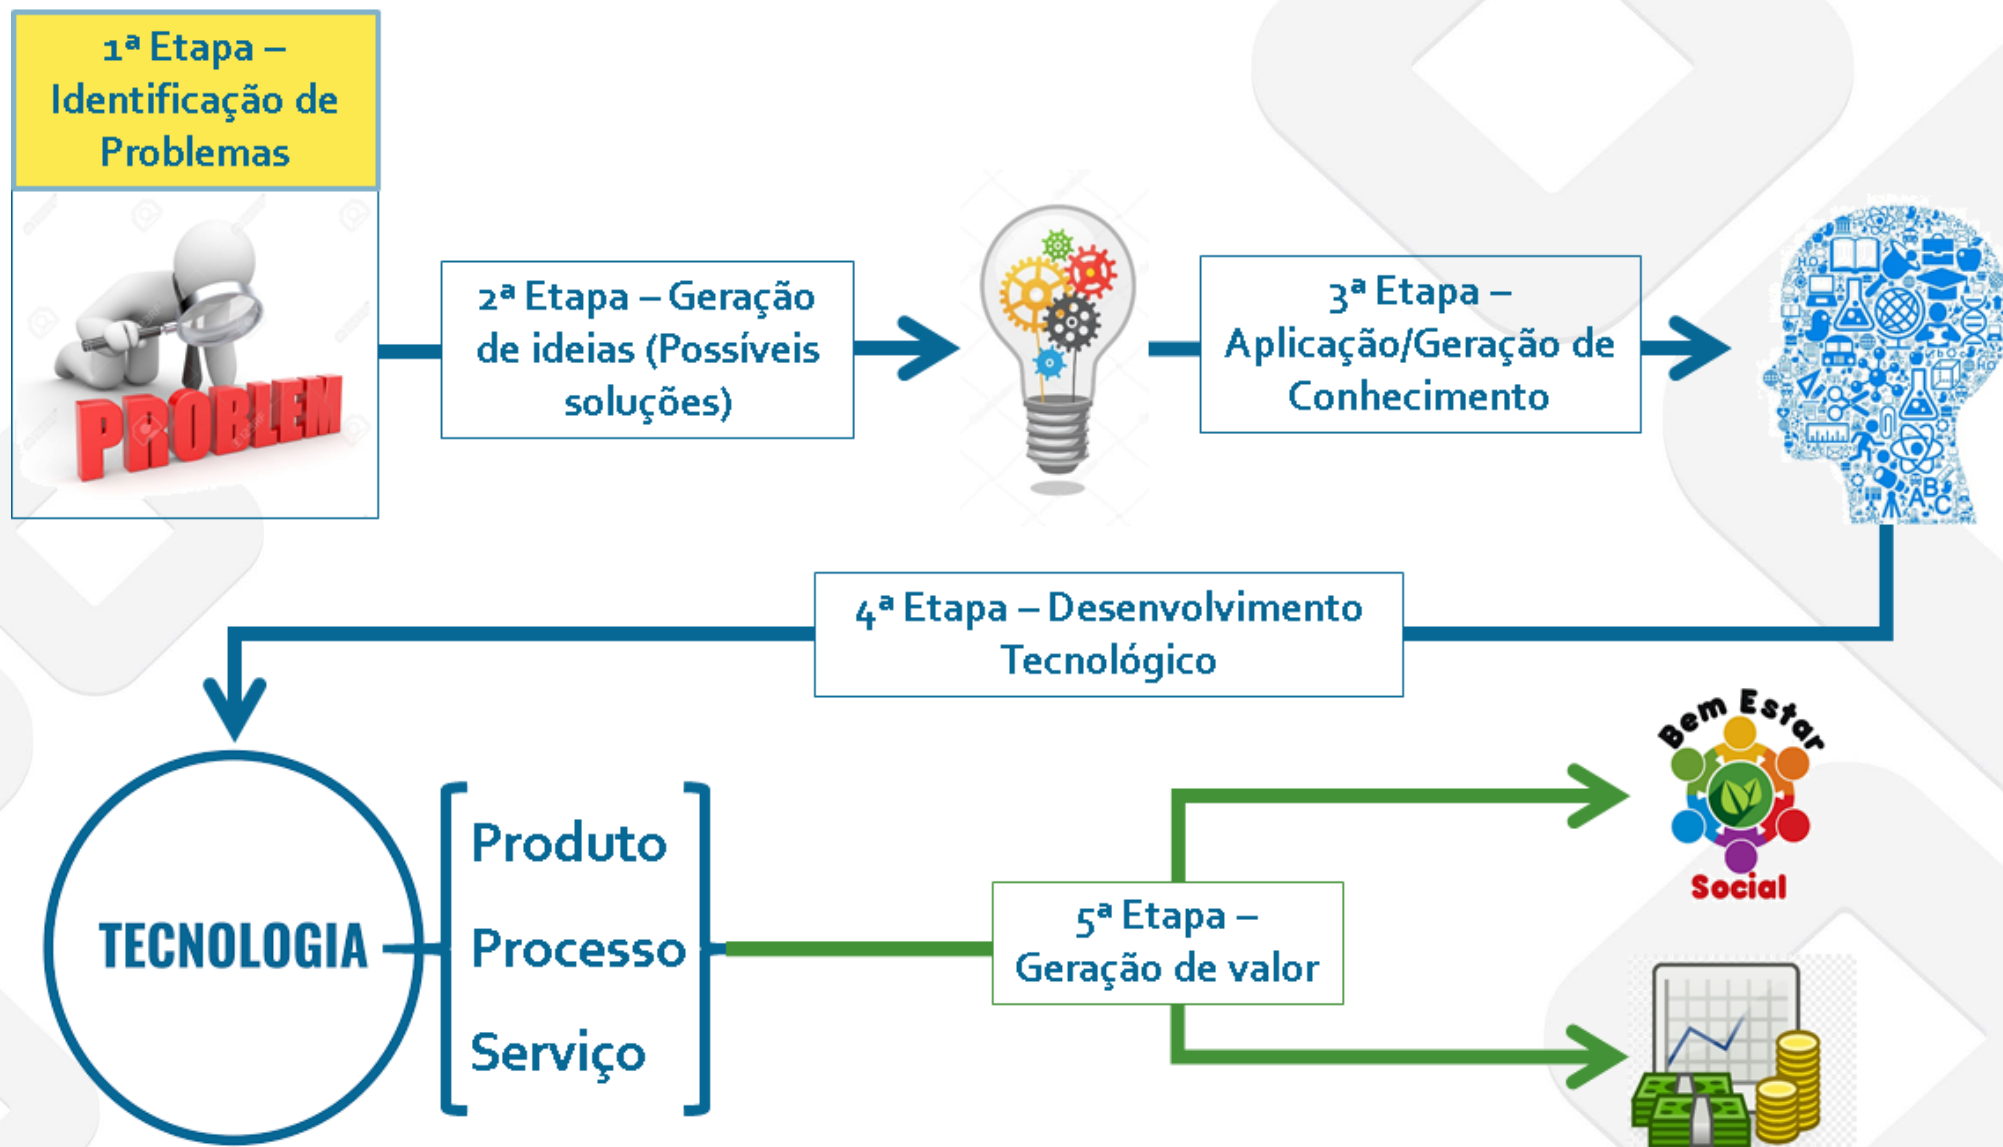 1ª Etapa –
Identificação de
Problemas
PROBLEM
2ª Etapa – Geração
de ideias (Possíveis
soluções)
3ª Etapa –
Aplicação/Geração de
Conhecimento
4ª Etapa – Desenvolvimento
Tecnológico
TECNOLOGIA
Produto
Processo
Serviço
5ª Etapa –
Geração de valor
Bem Estar
Social
ABC